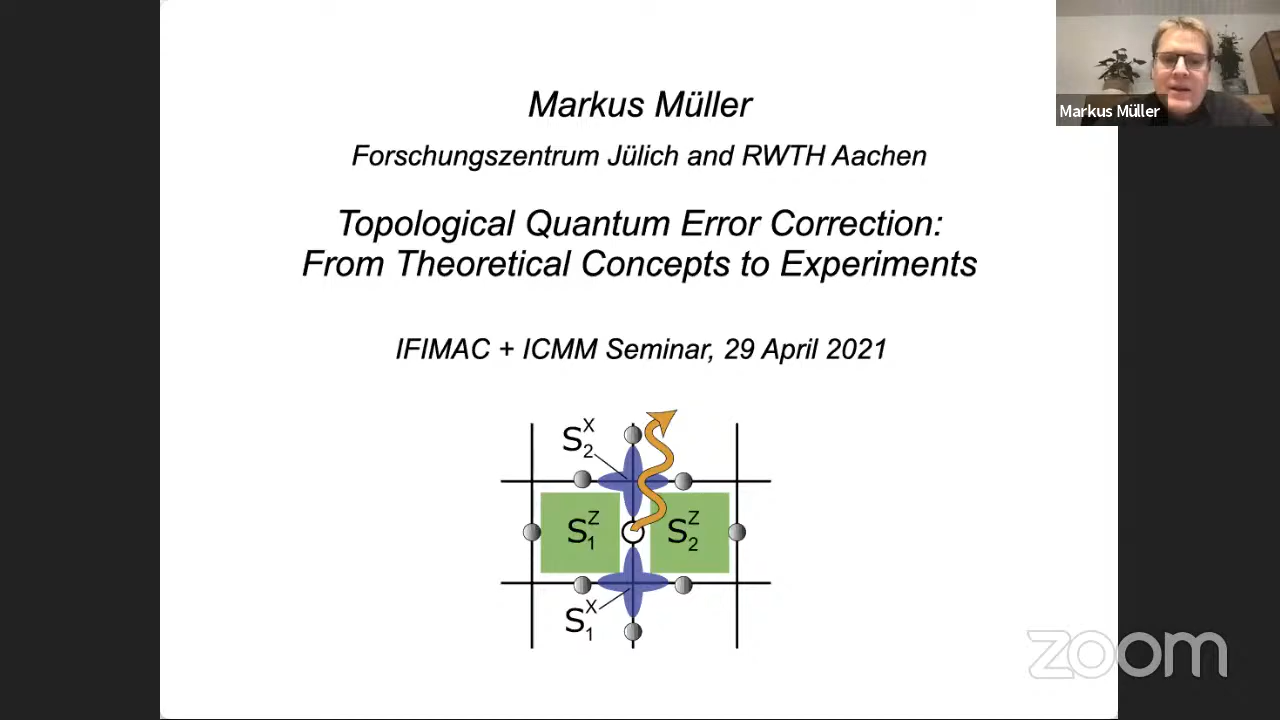 Markus Müller
Forschungszentrum Jülich and RWTH Aachen
Topological Quantum Error Correction:
From Theoretical Concepts to Experiments
IFIMAC + ICMM Seminar, 29 April 2021
S₂ˣ
S₁ᶻ
S₂ᶻ
S₁ˣ
Markus Müller
zoom